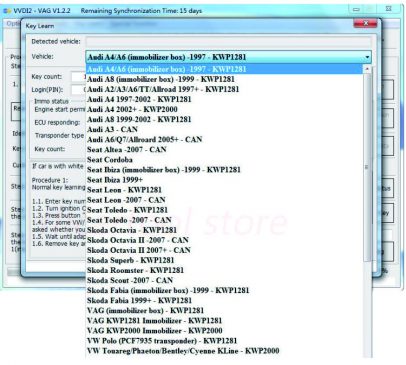 VVDI2 - VAG V1.2.2    Remaining Synchronization Time: 15 days
Key Learn
Detected vehicle:
Vehicle: Audi A4/A6 (immobilizer box) -1997 - KWP1281
Audi A4/A6 (immobilizer box) -1997 - KWP1281
Audi A8 (immobilizer box) -1999 - KWP1281
Key count: Audi A2/A3/A6/TT/Allroad 1997+ - KWP1281
Login(PIN): Audi A4 1997-2002 - KWP1281
Immo status
Engine start permi Audi A4 2002+ - KWP2000
ECU responding: Audi A8 1999-2002 - KWP1281
Audi A3 - CAN
Transponder type Audi A6/Q7/Allroad 2005+ - CAN
Key count: Seat Altea -2007 - CAN
Seat Cordoba
If car is with white Seat Ibiza (immobilizer box) -1999 - KWP1281
Procedure 1: Seat Ibiza 1999+
Normal key learning Seat Leon - KWP1281
1.1. Enter key num Seat Leon -2007 - CAN
1.2. Turn ignition Seat Toledo - KWP1281
1.3. Press button Seat Toledo -2007 - CAN
1.4. For some VW/ Skoda Octavia - KWP1281
asked whether you Skoda Octavia II -2007 - CAN
1.5. Wait until adap Skoda Octavia II 2007+ - CAN
1.6. Remove key a Skoda Superb - KWP1281
Skoda Roomster - KWP1281
Skoda Scout -2007 - CAN
Skoda Fabia (immobilizer box) -1999 - KWP1281
Skoda Fabia 1999+ - KWP1281
VAG (immobilizer box) - KWP1281
VAG KWP1281 Immobilizer - KWP1281
VAG KWP2000 Immobilizer - KWP2000
VW Polo (PCF7935 transponder) - KWP1281
VW Touareg/Phaeton/Bentley/Cyenne KLine - KWP2000
store